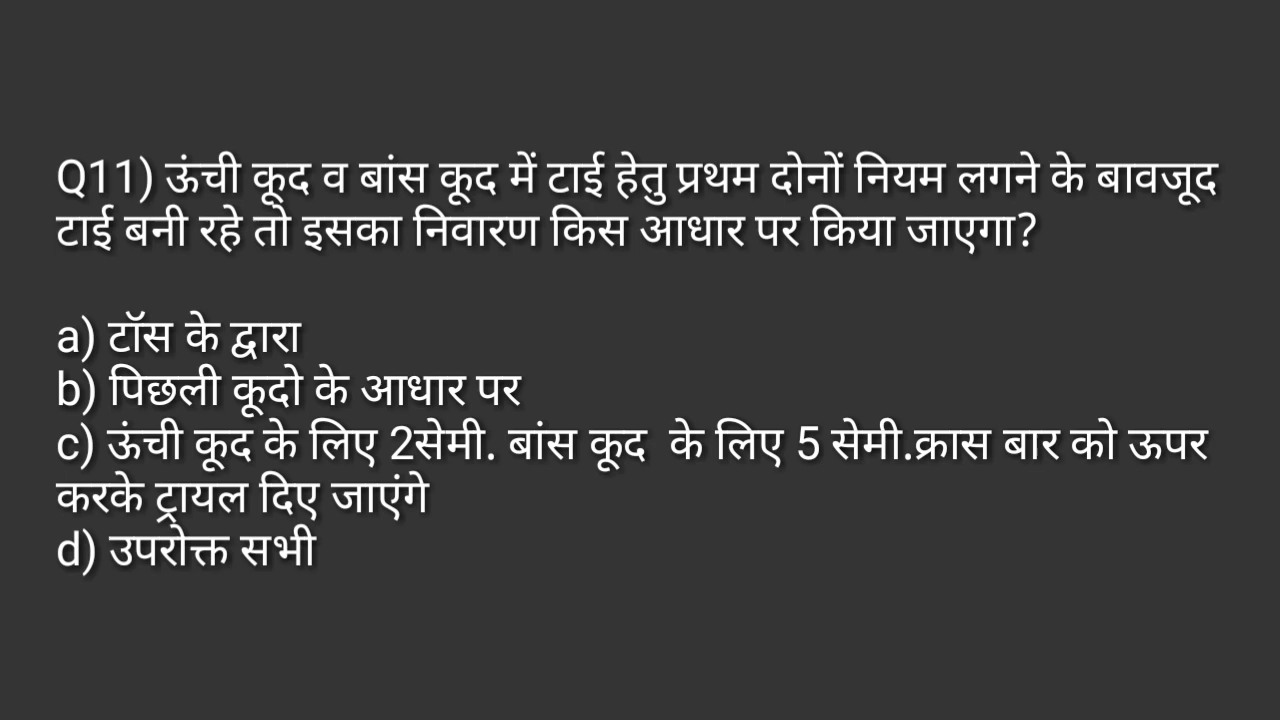 Q11) ऊंची कूद व बांस कूद में टाई हेतु प्रथम दोनों नियम लगने के बावजूद
टाई बनी रहे तो इसका निवारण किस आधार पर किया जाएगा?
a) टॉस के द्वारा
b) पिछली कूदो के आधार पर
c) ऊंची कूद के लिए 2सेमी. बांस कूद  के लिए 5 सेमी.क्रास बार को ऊपर
करके ट्रायल दिए जाएंगे
d) उपरोक्त सभी